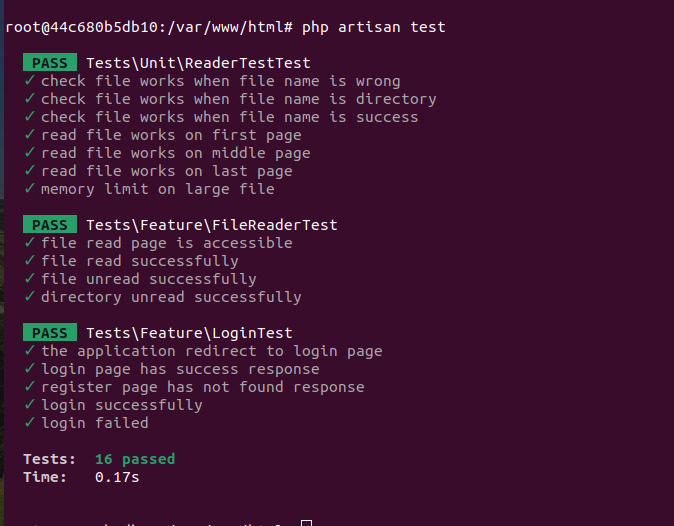 root@44c680b5db10:/var/www/html# php artisan test
PASS Tests\Unit\ReaderTestTest
✓ check file works when file name is wrong
✓ check file works when file name is directory
✓ check file works when file name is success
✓ read file works on first page
✓ read file works on middle page
✓ read file works on last page
✓ memory limit on large file
PASS Tests\Feature\FileReaderTest
✓ file read page is accessible
✓ file read successfully
✓ file unread successfully
✓ directory unread successfully
PASS Tests\Feature\LoginTest
✓ the application redirect to login page
✓ login page has success response
✓ register page has not found response
✓ login successfully
✓ login failed
Tests: 16 passed
Time: 0.17s